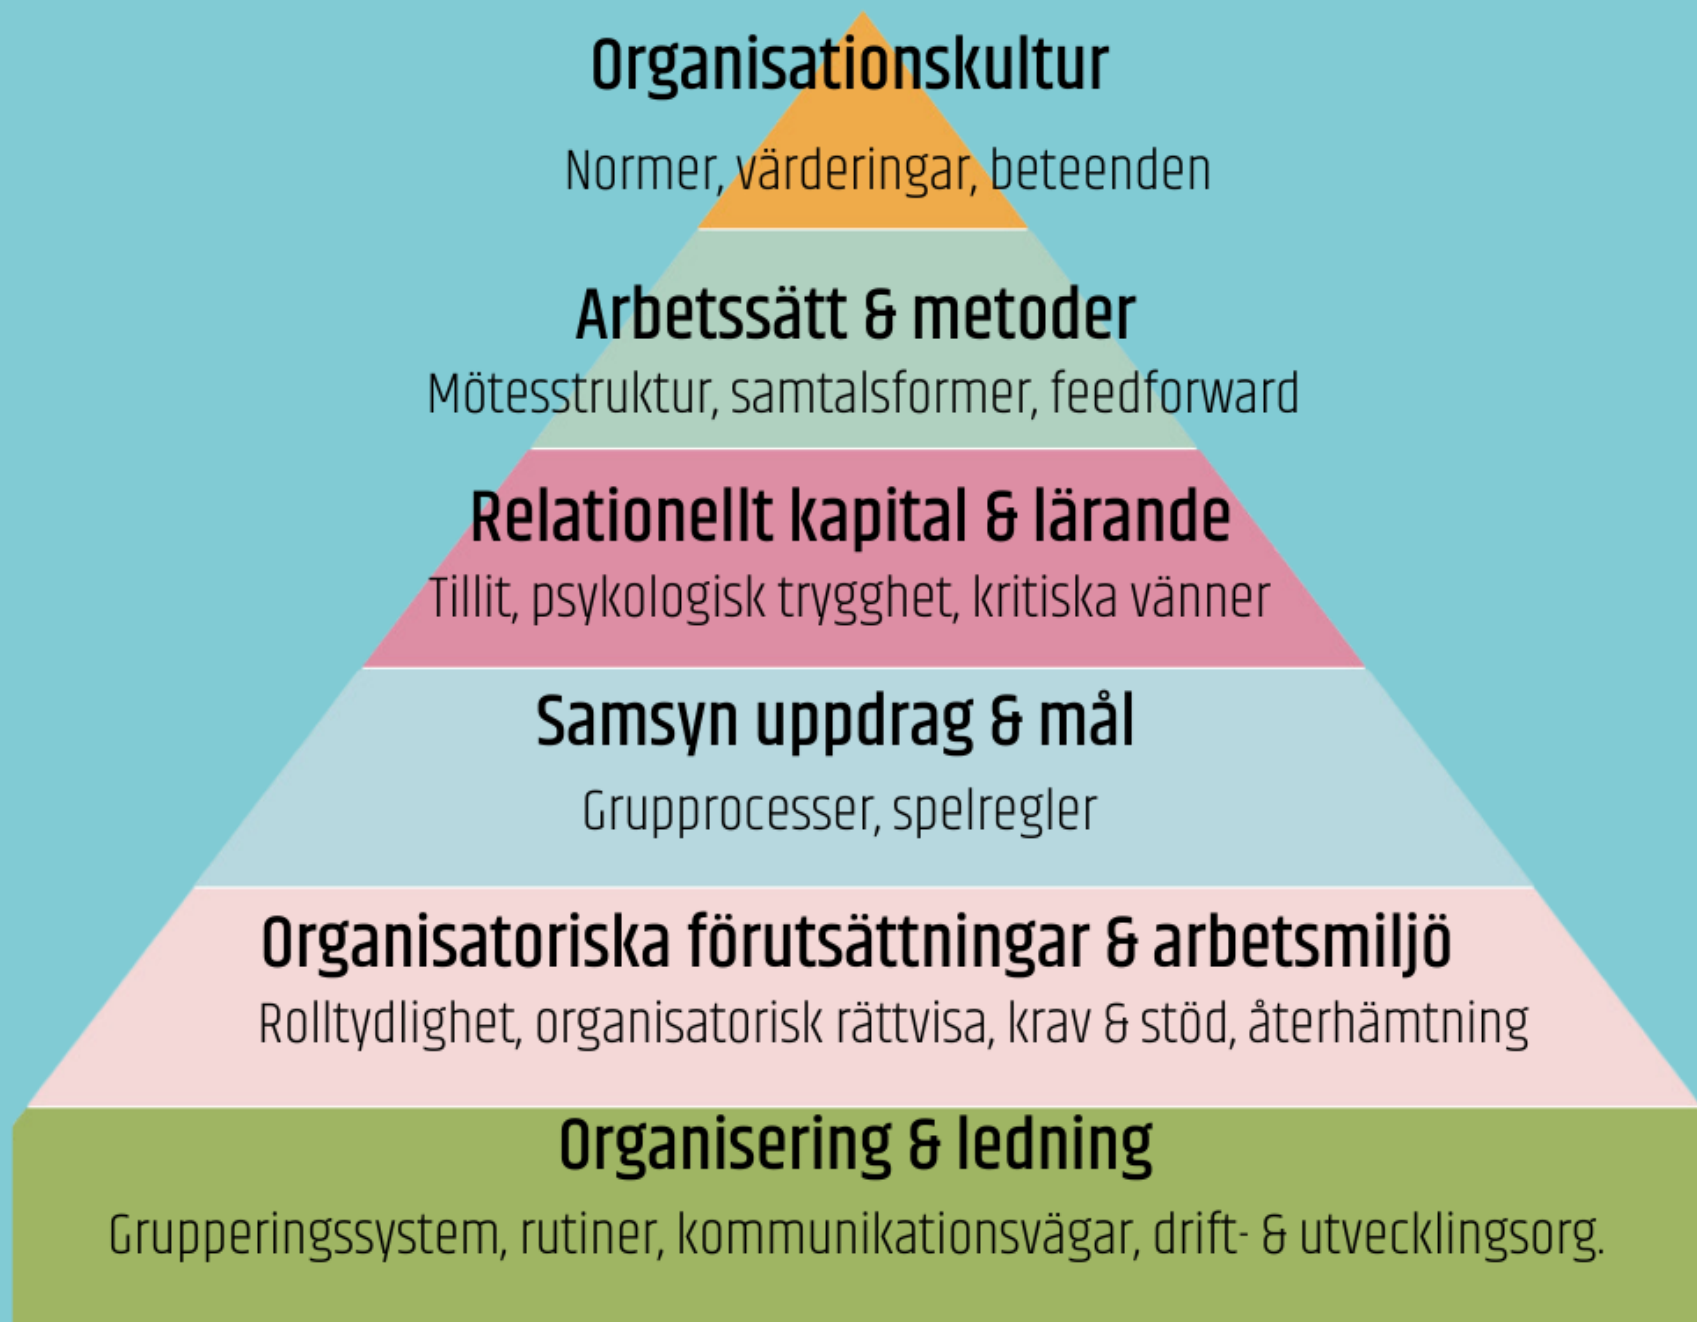 Organisationskultur
Normer, värderingar, beteenden
Arbetssätt & metoder
Mötesstruktur, samtalsformer, feedforward
Relationellt kapital & lärande
Tillit, psykologisk trygghet, kritiska vänner
Samsyn uppdrag & mål
Grupprocesser, spelregler
Organisatoriska förutsättningar & arbetsmiljö
Rolltydlighet, organisatorisk rättvisa, krav & stöd, återhämtning
Organisering & ledning
Grupperingssystem, rutiner, kommunikationsvägar, drift- & utvecklingsorg.